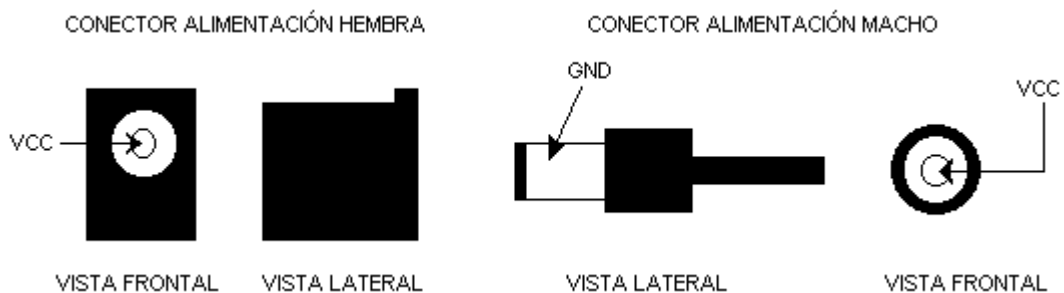 CONECTOR ALIMENTACIÓN HEMBRA
CONECTOR ALIMENTACIÓN MACHO
GND
VCC
VCC
VISTA FRONTAL
VISTA LATERAL
VISTA LATERAL
VISTA FRONTAL